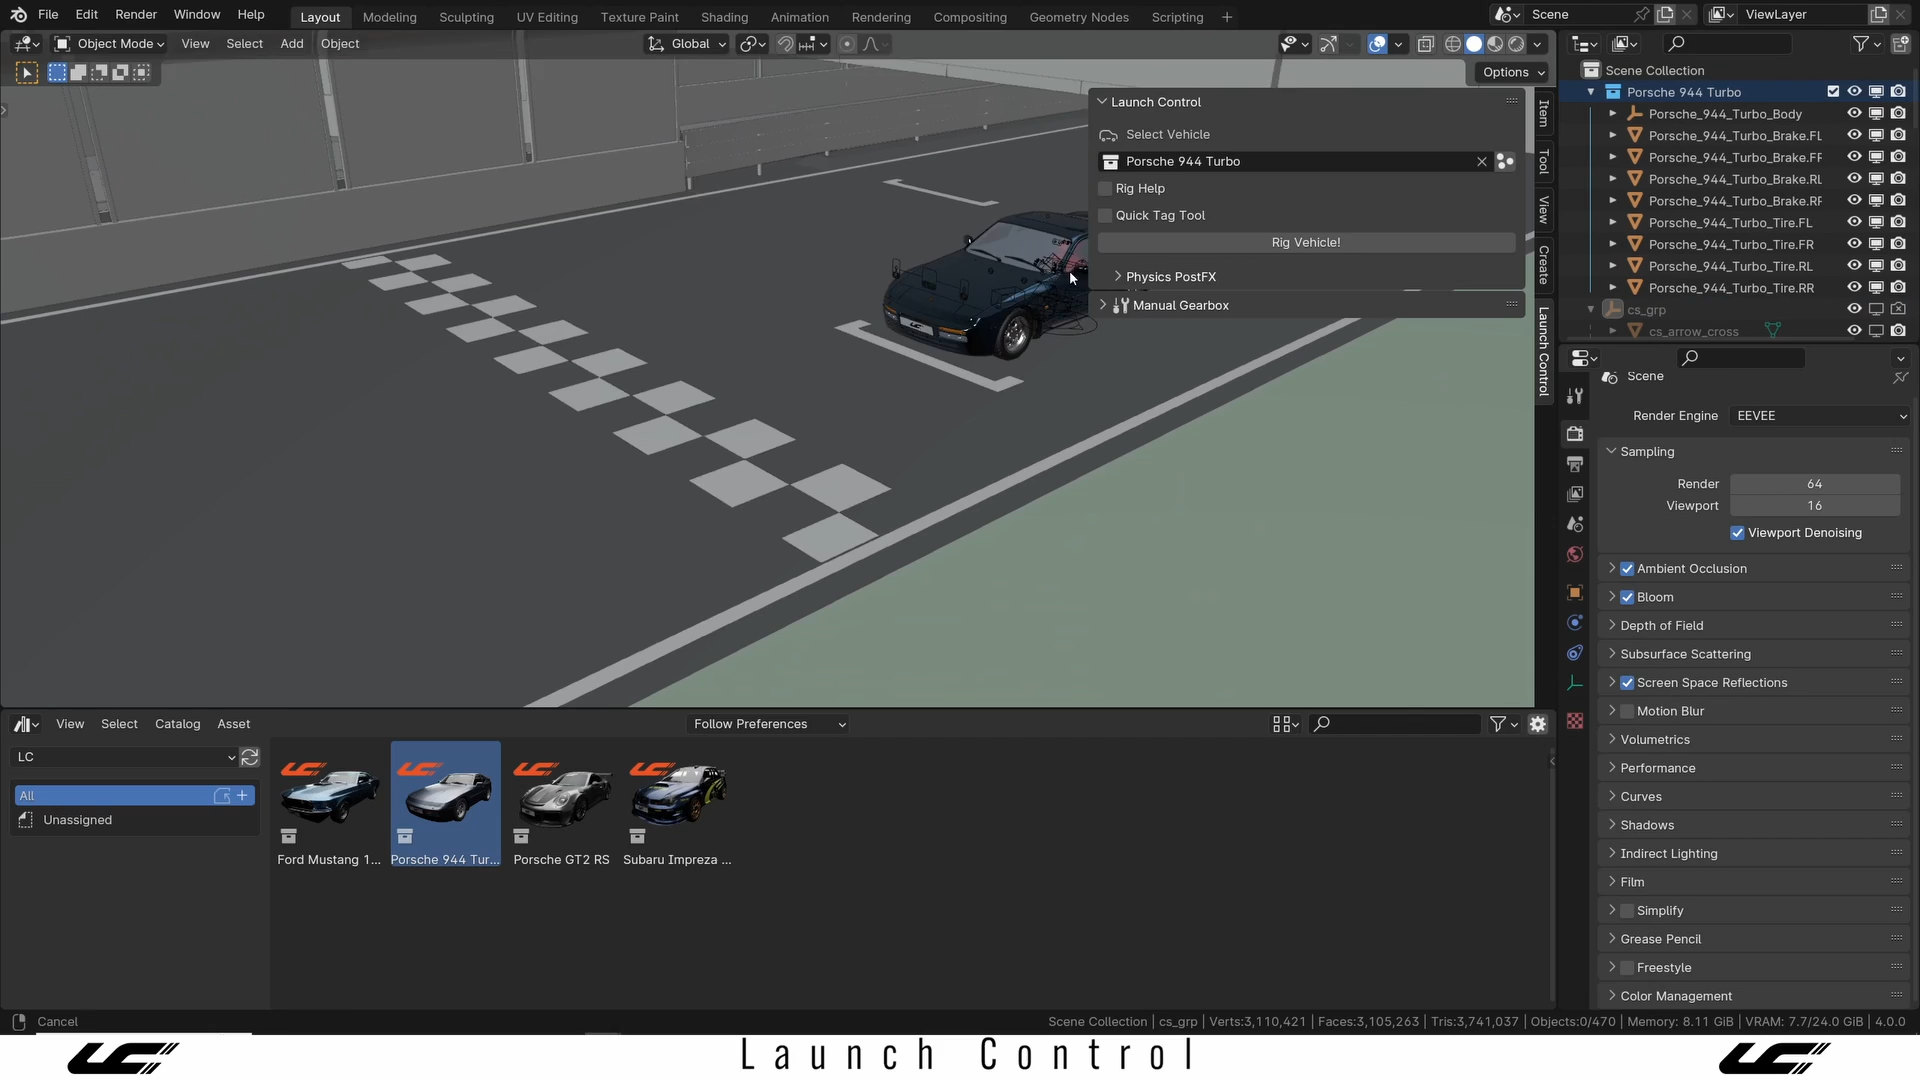 File Edit Render Window Help
Layout Modeling Sculpting UV Editing Texture Paint Shading Animation Rendering Compositing Geometry Nodes Scripting +
Scene
ViewLayer
Object Mode View Select Add Object
Global
Options
Launch Control
Select Vehicle
Porsche 944 Turbo
Rig Help
Quick Tag Tool
Rig Vehicle!
Physics PostFX
Manual Gearbox
Item
Tool
View
Create
Launch Control
Scene Collection
Porsche 944 Turbo
Porsche_944_Turbo_Body
Porsche_944_Turbo_Brake.FL
Porsche_944_Turbo_Brake.FF
Porsche_944_Turbo_Brake.RL
Porsche_944_Turbo_Brake.RF
Porsche_944_Turbo_Tire.FL
Porsche_944_Turbo_Tire.FR
Porsche_944_Turbo_Tire.RL
Porsche_944_Turbo_Tire.RR
cs_grp
cs_arrow_cross
Scene
Render Engine EEVEE
Sampling
Render 64
Viewport 16
Viewport Denoising
Ambient Occlusion
Bloom
Depth of Field
Subsurface Scattering
Screen Space Reflections
Motion Blur
Volumetrics
Performance
Curves
Shadows
Indirect Lighting
Film
Simplify
Grease Pencil
Freestyle
Color Management
View Select Catalog Asset
Follow Preferences
LC
All
Unassigned
Ford Mustang 1...
Porsche 944 Tur...
Porsche GT2 RS
Subaru Impreza ...
Cancel
Scene Collection | cs_grp | Verts:3,110,421 | Faces:3,105,263 | Tris:3,741,037 | Objects:0/470 | Memory: 8.11 GiB | VRAM: 7.7/24.0 GiB | 4.0.0
Launch Control